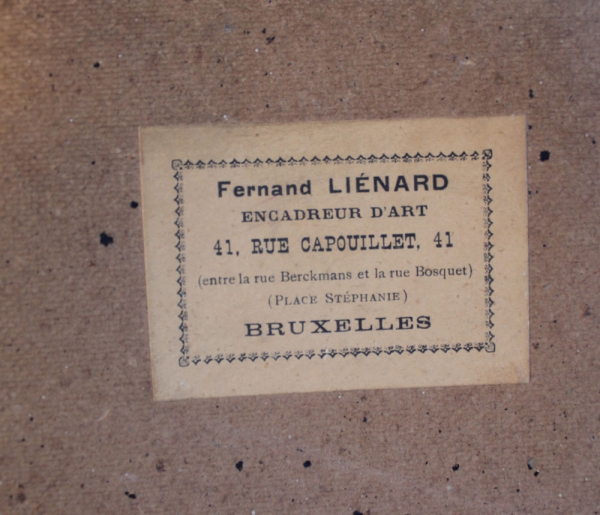 Fernand LIÉNARD
ENCADREUR D'ART
41, RUE CAPOUILLET, 41
(entre la rue Berckmans et la rue Bosquet)
(PLACE STÉPHANIE)
BRUXELLES